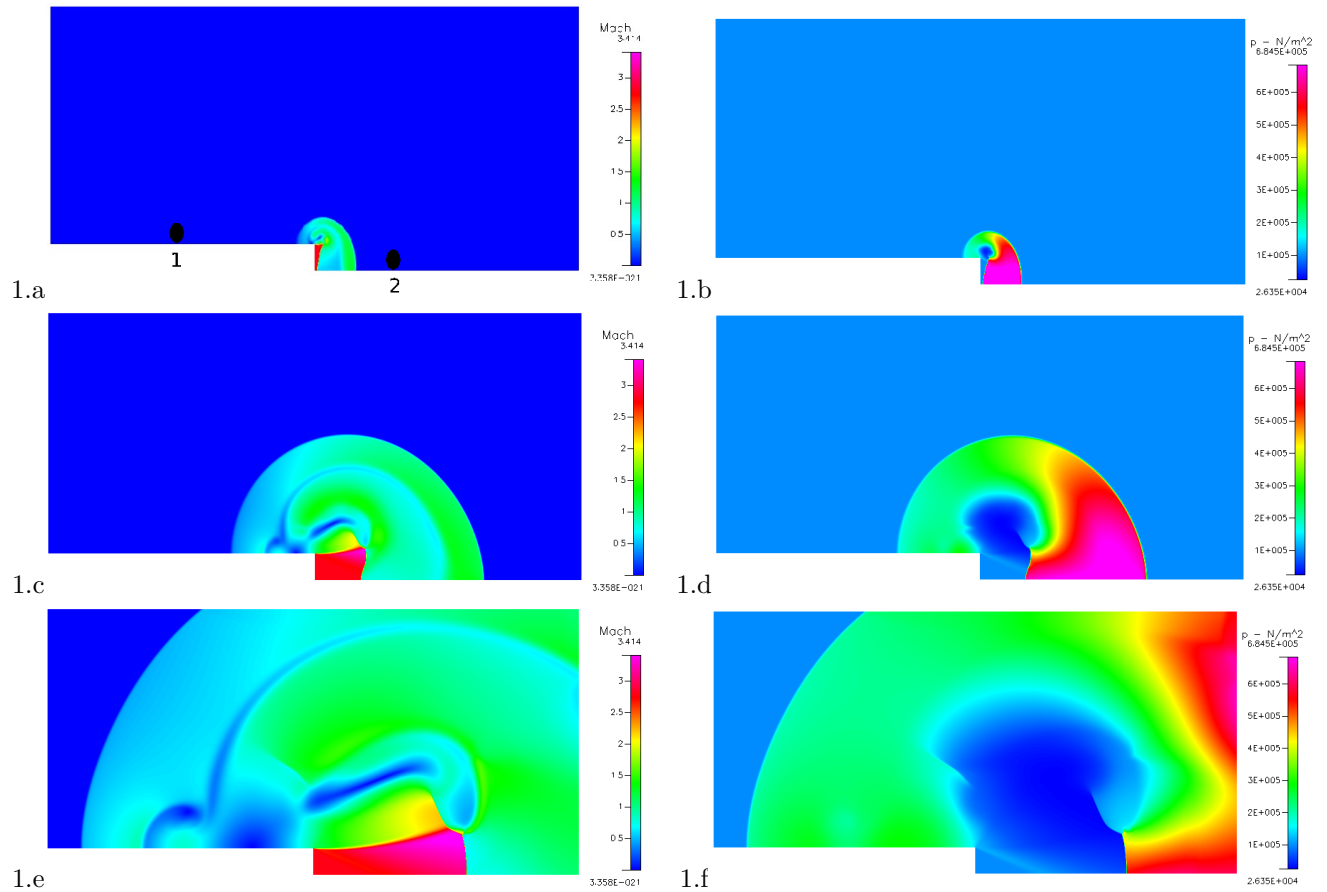 Mach
3.414
3
2.5
2
1.5
1
0.5
3.358E-021
1
2
1.a
p - N/m^2
6.845E+005
6E+005
5E+005
4E+005
3E+005
2E+005
1E+005
2.635E+004
1.b
Mach
3.414
3
2.5
2
1.5
1
0.5
3.358E-021
1.c
p - N/m^2
6.845E+005
6E+005
5E+005
4E+005
3E+005
2E+005
1E+005
2.635E+004
1.d
Mach
3.414
3
2.5
2
1.5
1
0.5
3.358E-021
1.e
p - N/m^2
6.845E+005
6E+005
5E+005
4E+005
3E+005
2E+005
1E+005
2.635E+004
1.f